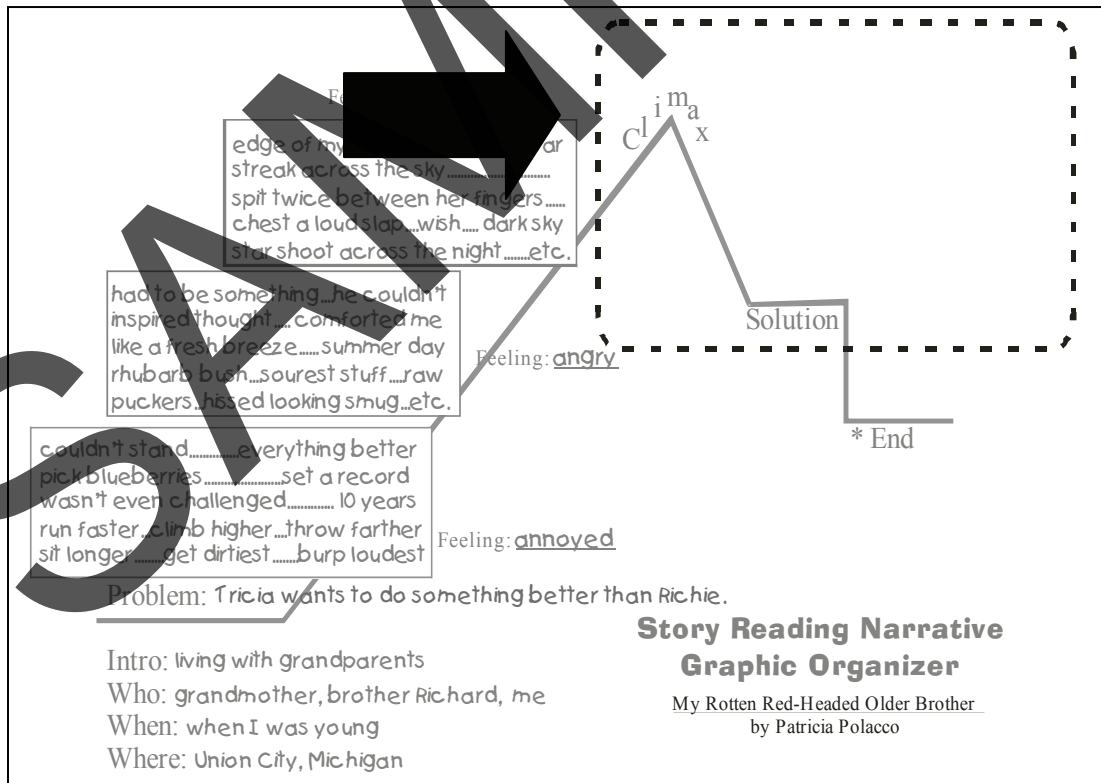 SAM
Fe
Climax
edge of my ar
streak across the sky......................
spit twice between her fingers......
chest a loud slap....wish..... dark sky
star shoot across the night ........etc.
had to be something....he couldn't
inspired thought..... comforted me
like a fresh breeze...... summer day
rhubarb bush...sourest stuff....raw
puckers...hissed looking smug...etc.
Solution
Feeling: angry
* End
couldn't stand.............everything better
pick blueberries .....................set a record
wasn't even challenged............. 10 years
run faster...climb higher ....throw farther
sit longer ........get dirtiest .......burp loudest
Feeling: annoyed
Problem: Tricia wants to do something better than Richie.
Story Reading Narrative
Graphic Organizer
My Rotten Red-Headed Older Brother
by Patricia Polacco
Intro: living with grandparents
Who: grandmother, brother Richard, me
When: when I was young
Where: Union City, Michigan